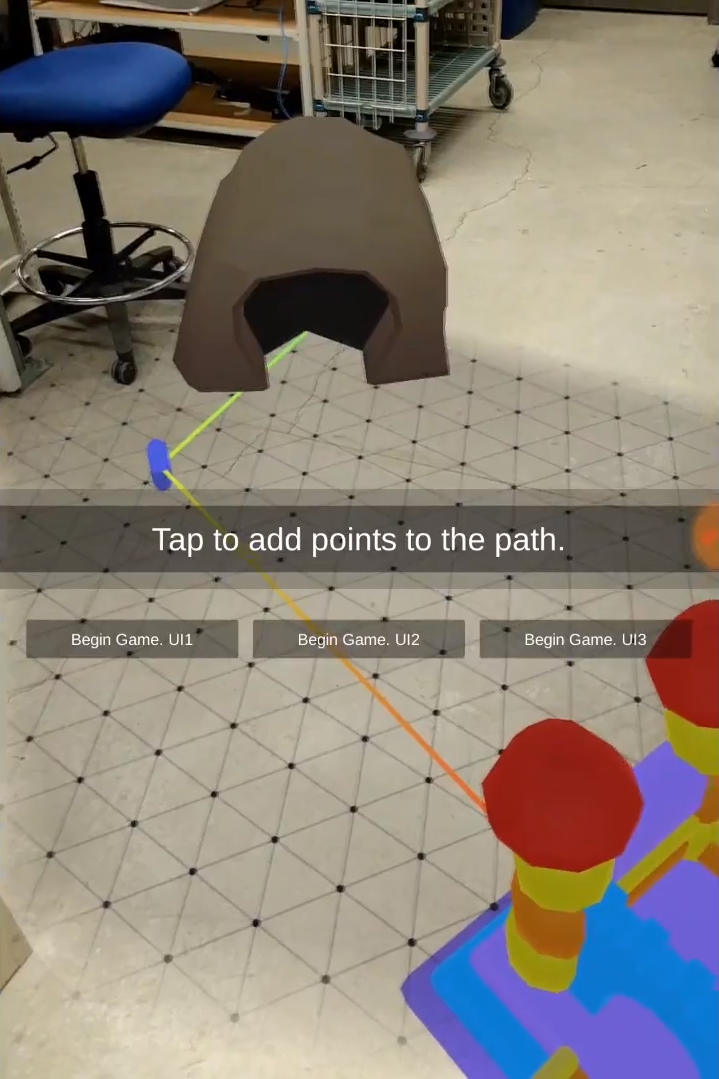 Tap to add points to the path.
Begin Game. UI1
Begin Game. UI2
Begin Game. UI3